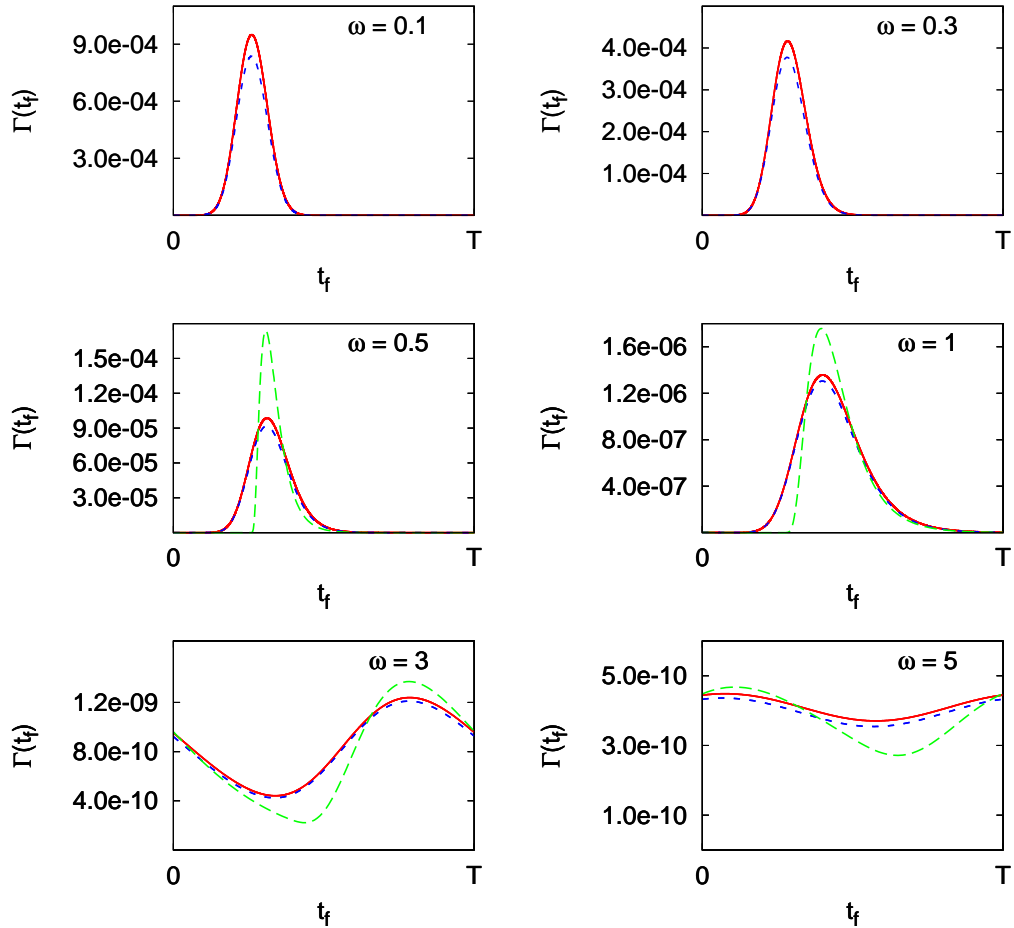 ω = 0.1
9.0e-04
6.0e-04
3.0e-04
Γ(t_f)
0 T
t_f
ω = 0.3
4.0e-04
3.0e-04
2.0e-04
1.0e-04
Γ(t_f)
0 T
t_f
ω = 0.5
1.5e-04
1.2e-04
9.0e-05
6.0e-05
3.0e-05
Γ(t_f)
0 T
t_f
ω = 1
1.6e-06
1.2e-06
8.0e-07
4.0e-07
Γ(t_f)
0 T
t_f
ω = 3
1.2e-09
8.0e-10
4.0e-10
Γ(t_f)
0 T
t_f
ω = 5
5.0e-10
3.0e-10
1.0e-10
Γ(t_f)
0 T
t_f